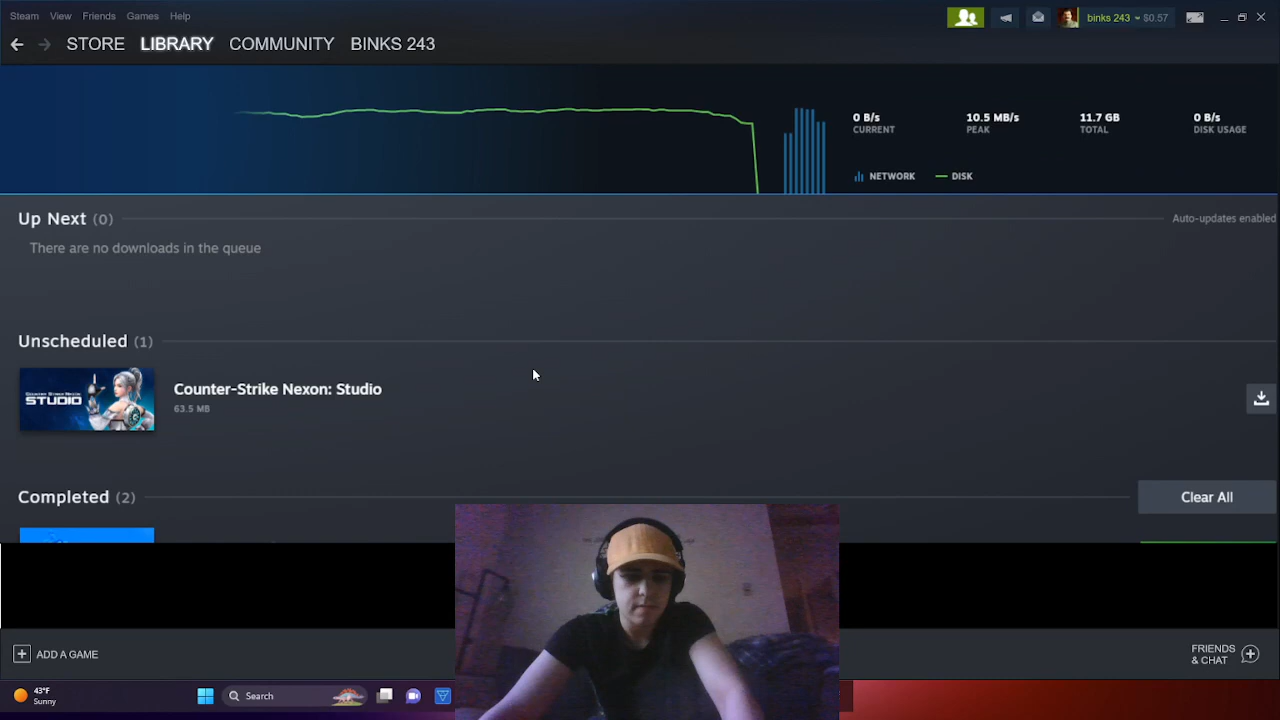 Steam View Friends Games Help
binks 243 $0.57
STORE LIBRARY COMMUNITY BINKS 243
0 B/s 10.5 MB/s 11.7 GB 0 B/s
CURRENT PEAK TOTAL DISK USAGE
NETWORK DISK
Up Next (0) Auto-updates enabled
There are no downloads in the queue
Unscheduled (1)
COUNTER-STRIKE NEXON:
STUDIO
Counter-Strike Nexon: Studio
63.5 MB
Completed (2) Clear All
ADD A GAME
FRIENDS
& CHAT
43°F
Sunny
Search